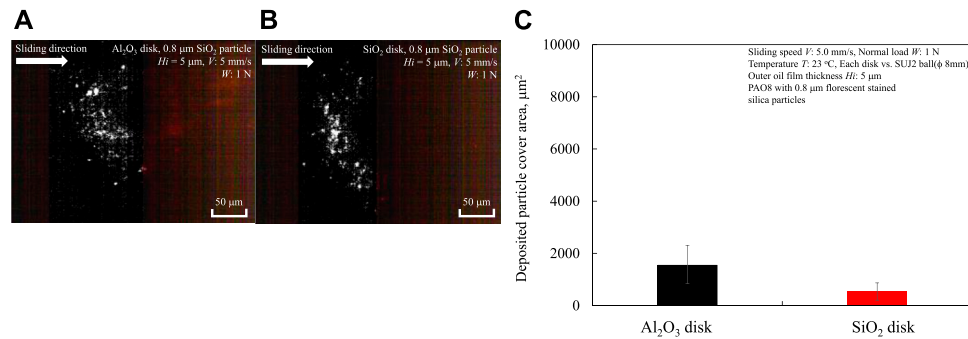 A
Al₂O₃ disk, 0.8 μm SiO₂ particle
Sliding direction
Hi = 5 μm, V: 5 mm/s
W: 1 N
50 μm
B
SiO₂ disk, 0.8 μm SiO₂ particle
Sliding direction
Hi = 5 μm, V: 5 mm/s
W: 1 N
50 μm
C
Deposited particle cover area, μm²
10000
8000
6000
4000
2000
0
Sliding speed V: 5.0 mm/s, Normal load W: 1 N
Temperature T: 23 °C, Each disk vs. SUJ2 ball(ϕ 8mm)
Outer oil film thickness Hi: 5 μm
PAO8 with 0.8 μm florescent stained
silica particles
Al₂O₃ disk
SiO₂ disk